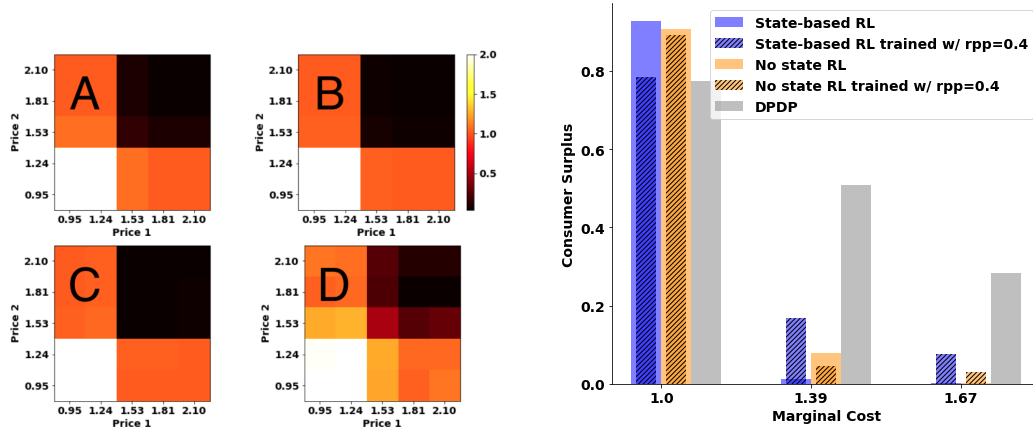 A
2.10
1.81
1.53
1.24
0.95
Price 2
0.95 1.24 1.53 1.81 2.10
Price 1
B
2.10
1.81
1.53
1.24
0.95
Price 2
0.95 1.24 1.53 1.81 2.10
Price 1
2.0
1.5
1.0
0.5
C
2.10
1.81
1.53
1.24
0.95
Price 2
0.95 1.24 1.53 1.81 2.10
Price 1
D
2.10
1.81
1.53
1.24
0.95
Price 2
0.95 1.24 1.53 1.81 2.10
Price 1
State-based RL
State-based RL trained w/ rpp=0.4
No state RL
No state RL trained w/ rpp=0.4
DPDP
Consumer Surplus
0.8
0.6
0.4
0.2
0.0
1.0 1.39 1.67
Marginal Cost